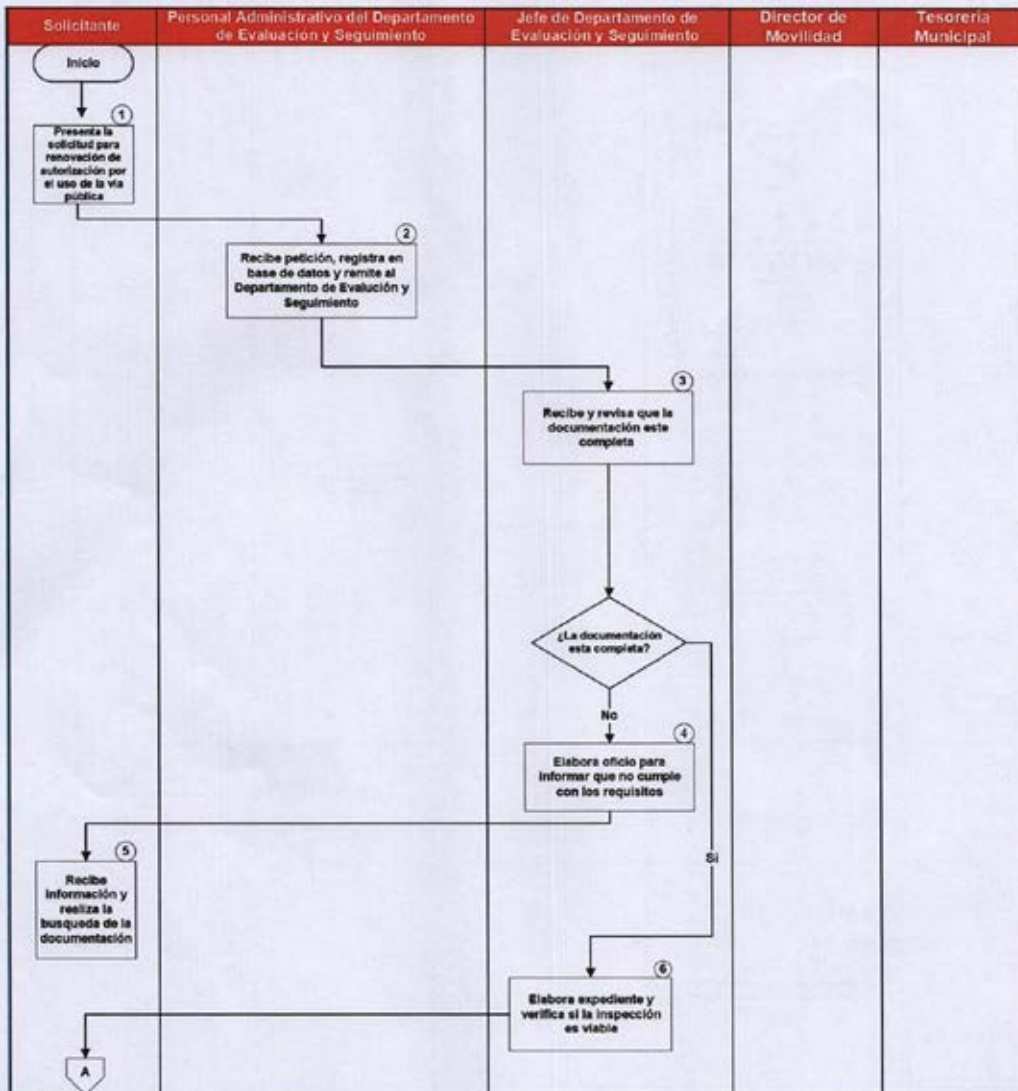 Solicitante
Personal Administrativo del Departamento
de Evaluación y Seguimiento
Jefe de Departamento de
Evaluación y Seguimiento
Director de
Movilidad
Tesorería
Municipal
Inicio
1
Presenta la
solicitud para
renovación de
autorización por
el uso de la vía
pública
2
Recibe petición, registra en
base de datos y remite al
Departamento de Evalución y
Seguimiento
3
Recibe y revisa que la
documentación este
completa
¿La documentación
esta completa?
No
4
Elabora oficio para
informar que no cumple
con los requisitos
Si
5
Recibe
información y
realiza la
busqueda de la
documentación
6
Elabora expediente y
verifica si la inspección
es viable
A